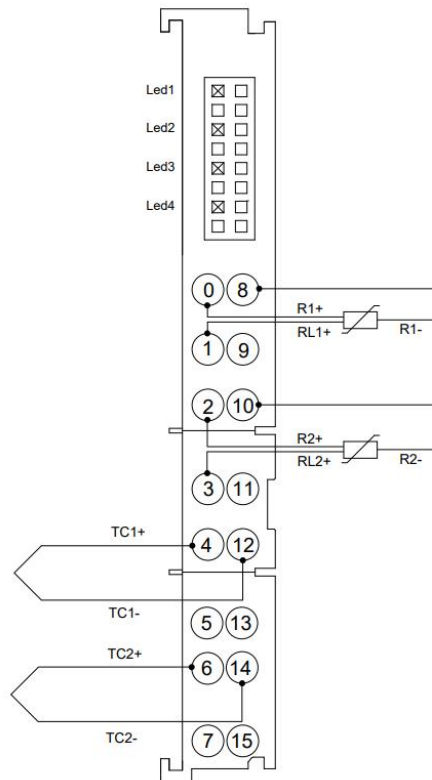 Led1
Led2
Led3
Led4
0 8
R1+
RL1+ R1-
1 9
2 10
R2+
RL2+ R2-
3 11
TC1+
4 12
TC1-
5 13
TC2+
6 14
TC2-
7 15